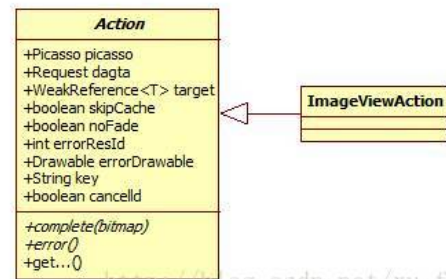 Action
+Picasso picasso
+Request dagta
+WeakReference<T> target
+boolean skipCache
+boolean noFade
+int errorResId
+Drawable errorDrawable
+String key
+boolean cancelld
+complete(bitmap)
+error()
+get...()
ImageViewAction